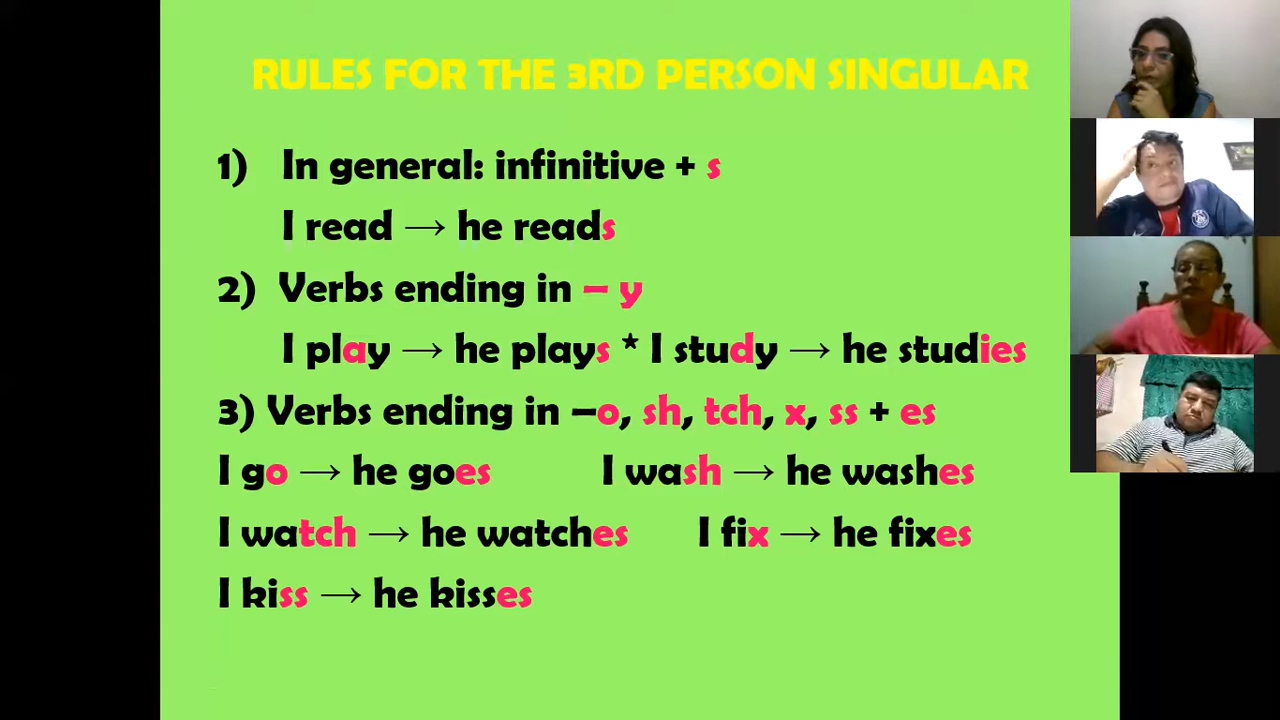 RULES FOR THE 3RD PERSON SINGULAR
1) In general: infinitive + s
I read → he reads
2) Verbs ending in – y
I play → he plays * I study → he studies
3) Verbs ending in –o, sh, tch, x, ss + es
I go → he goes I wash → he washes
I watch → he watches I fix → he fixes
I kiss → he kisses